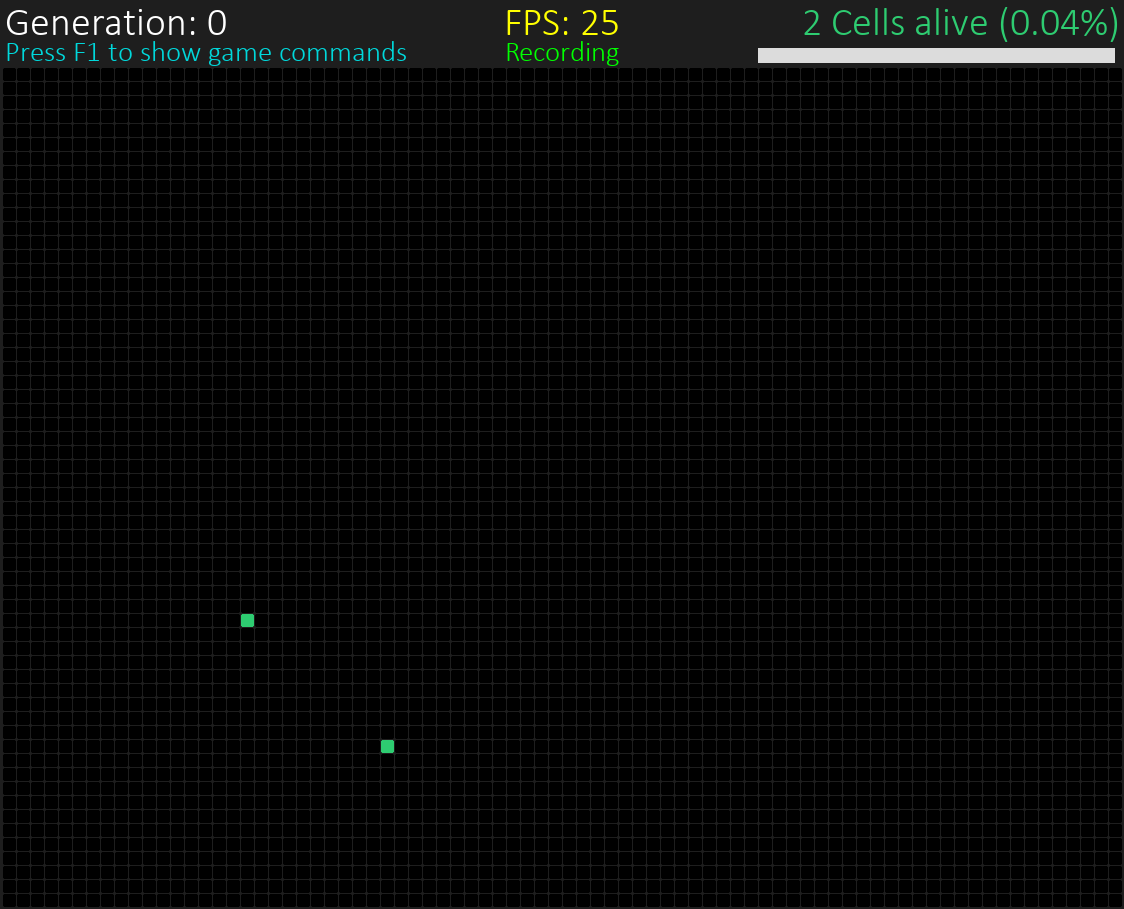 Generation: 0
FPS: 25
2 Cells alive (0.04%)
Press F1 to show game commands
Recording